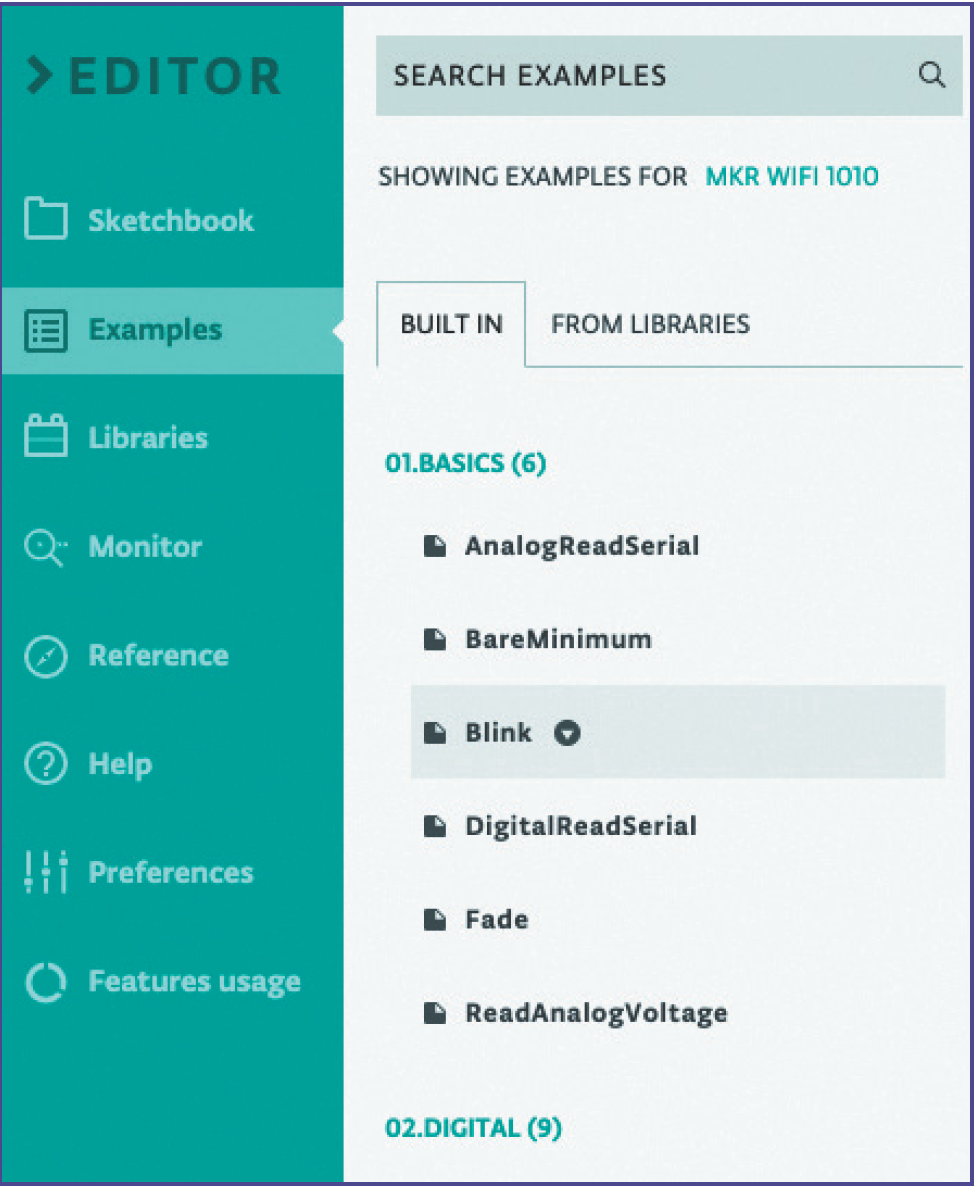 EDITOR
Sketchbook
Examples
Libraries
Monitor
Reference
Help
Preferences
Features usage
SEARCH EXAMPLES
SHOWING EXAMPLES FOR MKR WIFI 1010
BUILT IN FROM LIBRARIES
01.BASICS (6)
AnalogReadSerial
BareMinimum
Blink
DigitalReadSerial
Fade
ReadAnalogVoltage
02.DIGITAL (9)